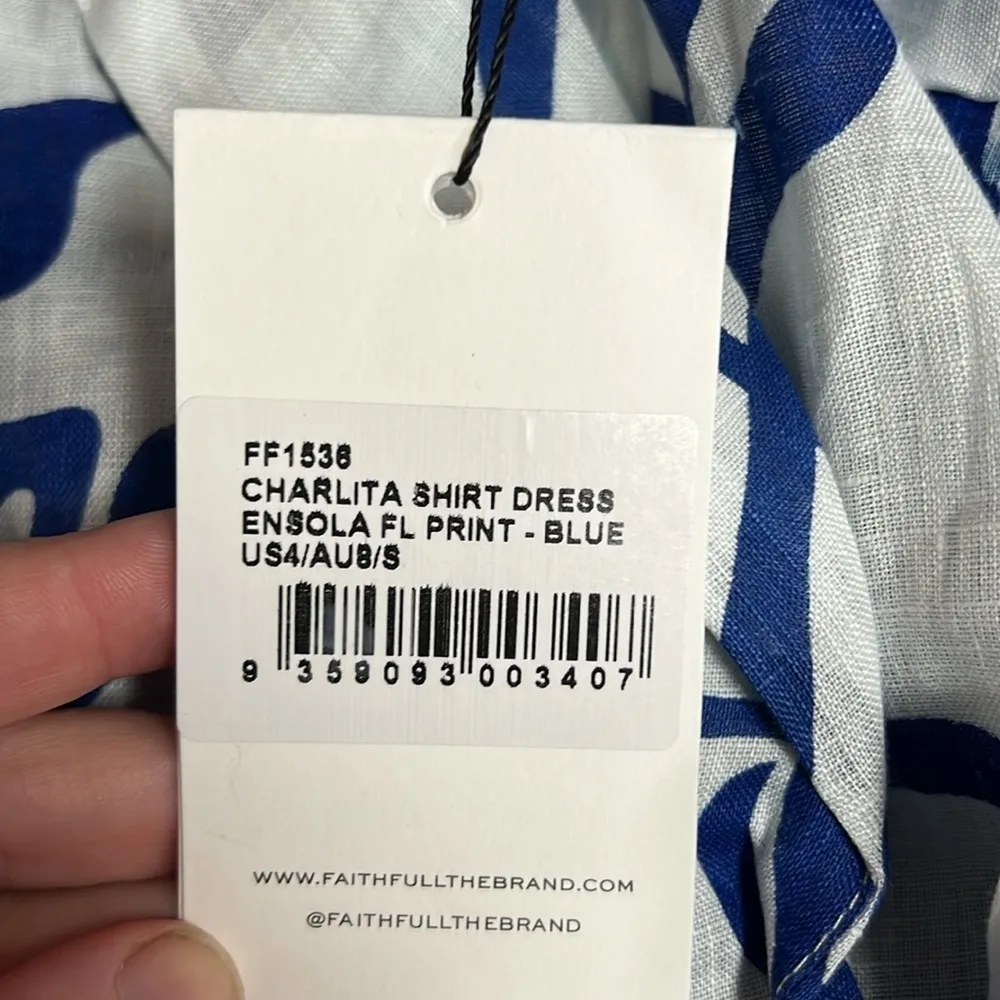 FF1536
CHARLITA SHIRT DRESS
ENSOLA FL PRINT - BLUE
US4/AU8/S
9 359093 003407
WWW.FAITHFULLTHEBRAND.COM
@FAITHFULLTHEBRAND